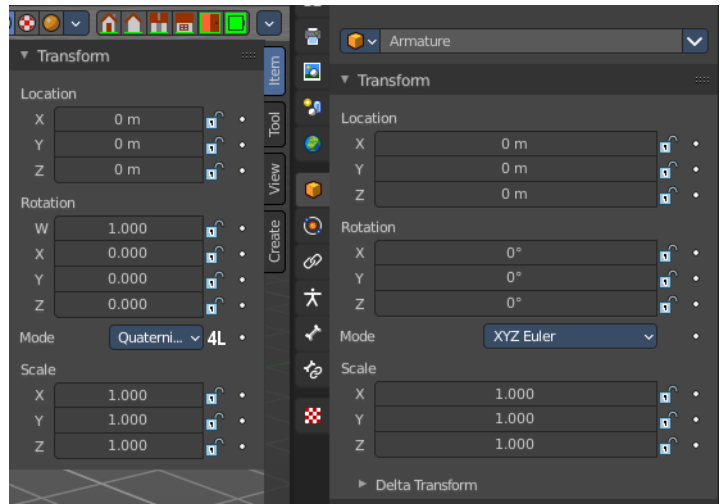 Transform
Location
X 0 m
Y 0 m
Z 0 m
Rotation
W 1.000
X 0.000
Y 0.000
Z 0.000
Mode Quaterni... 4L
Scale
X 1.000
Y 1.000
Z 1.000
Item
Tool
View
Create
Armature
Transform
Location
X 0 m
Y 0 m
Z 0 m
Rotation
X 0°
Y 0°
Z 0°
Mode XYZ Euler
Scale
X 1.000
Y 1.000
Z 1.000
Delta Transform